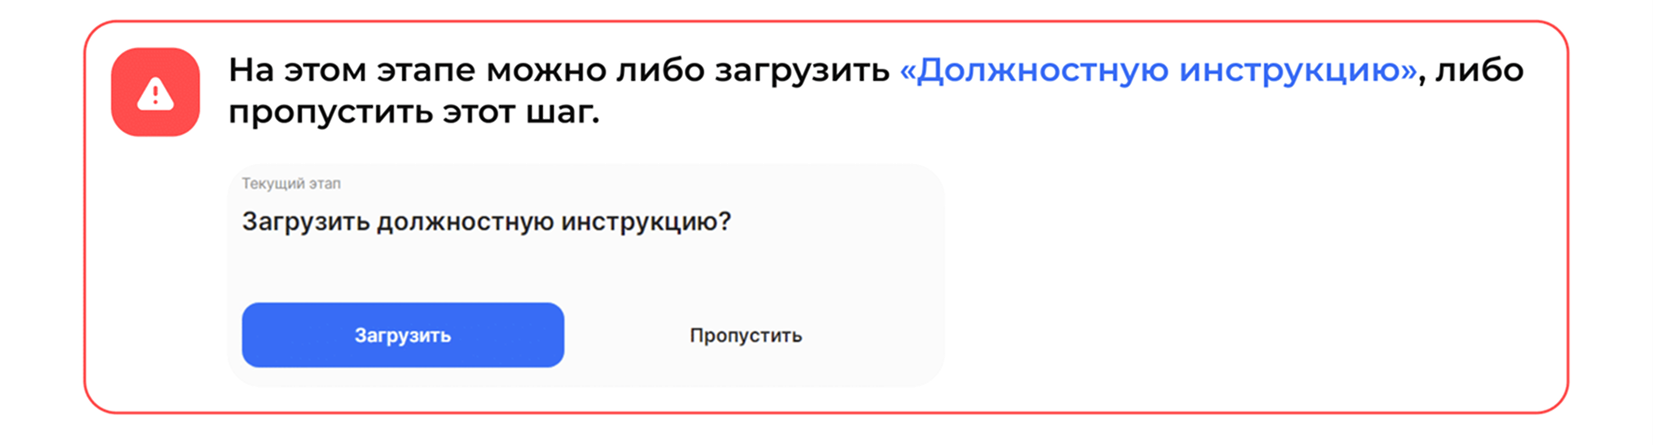 На этом этапе можно либо загрузить «Должностную инструкцию», либо
пропустить этот шаг.
Текущий этап
Загрузить должностную инструкцию?
Загрузить Пропустить